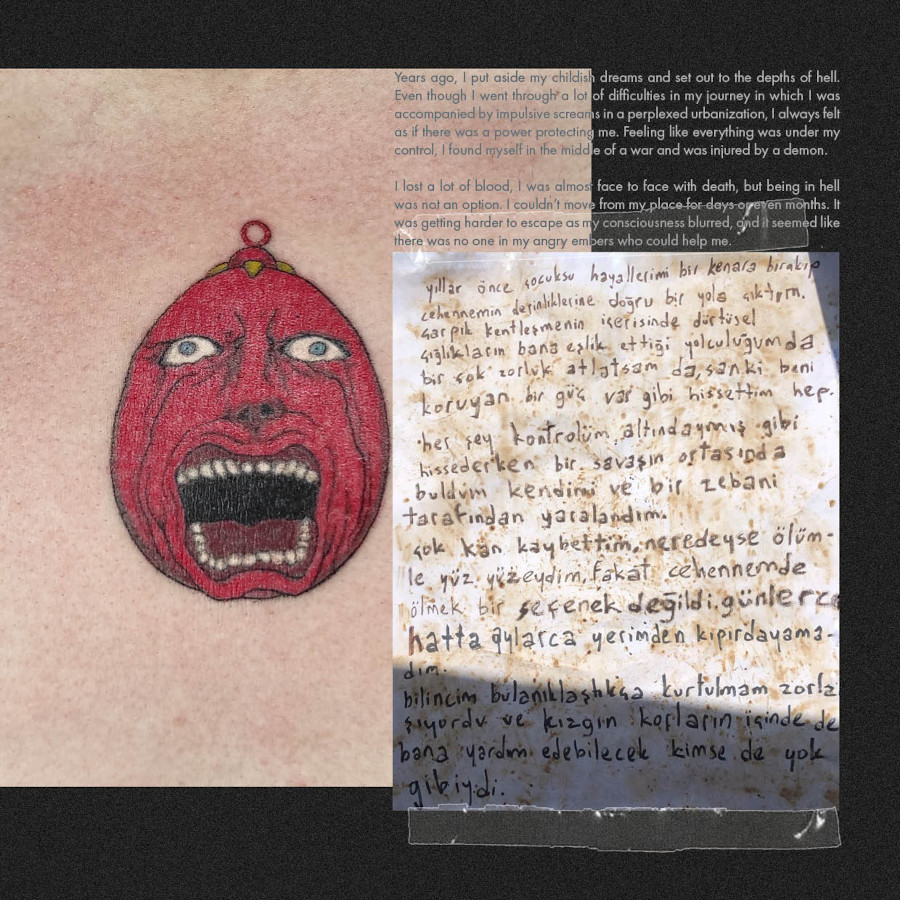 Years ago, I put aside my childish dreams and set out to the depths of hell.
Even though I went through a lot of difficulties in my journey in which I was
accompanied by impulsive screams in a perplexed urbanization, I always felt
as if there was a power protecting me. Feeling like everything was under my
control, I found myself in the middle of a war and was injured by a demon.
I lost a lot of blood, I was almost face to face with death, but being in hell
was not an option. I couldn't move from my place for days or even months. It
was getting harder to escape as my consciousness blurred, and it seemed like
there was no one in my angry embers who could help me.
yıllar önce çocuksu hayallerimi bir kenara bırakıp
cehennemin derinliklerine doğru bir yola çıktım.
çarpık kentleşmenin içerisinde dürtüsel
çığlıkların bana eşlik ettiği yolculuğumda
bir çok zorluk atlatsam da, sanki beni
koruyan bir güç var gibi hissettim hep.
her şey kontrolüm altındaymış gibi
hissederken bir savaşın ortasında
buldum kendimi ve bir zebani
tarafından yaralandım.
çok kan kaybettim, neredeyse ölüm-
le yüz yüzeydim, fakat cehennemde
ölmek bir seçenek değildi. günlerce
hatta aylarca yerimden kıpırdayama-
dım.
bilincim bulanıklaştıkça kurtulmam zorla
şıyordu ve kızgın korların içinde de
bana yardım edebilecek kimse de yok
gibiydi.